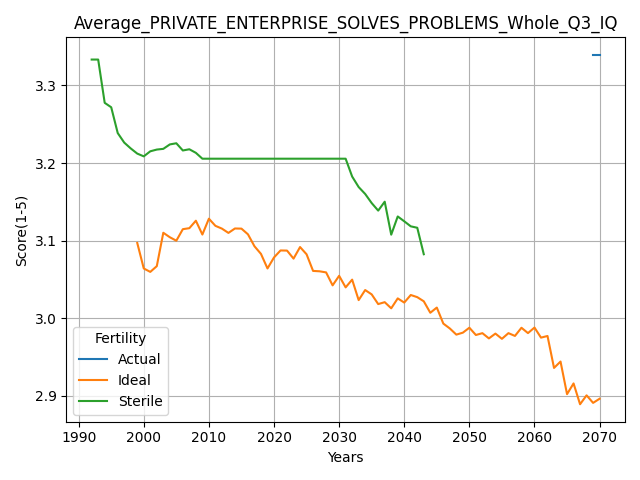 Average_PRIVATE_ENTERPRISE_SOLVES_PROBLEMS_Whole_Q3_IQ
Score(1-5)
3.3
3.2
3.1
3.0
2.9
Fertility
Actual
Ideal
Sterile
1990 2000 2010 2020 2030 2040 2050 2060 2070
Years